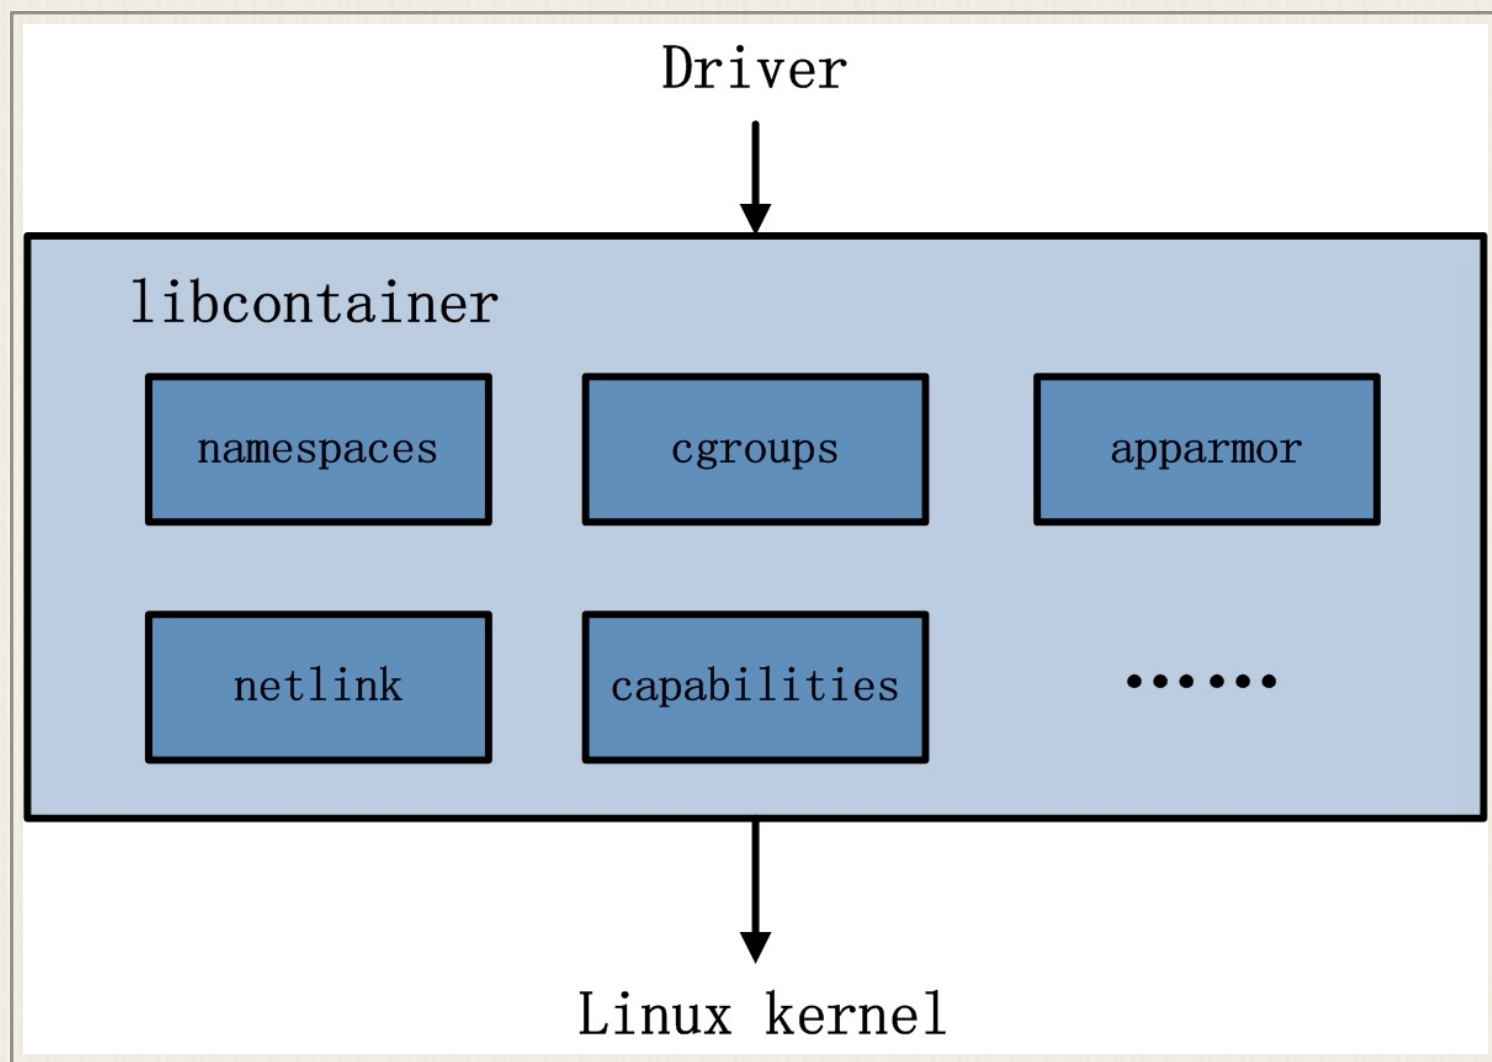 Driver
libcontainer
namespaces cgroups apparmor
netlink capabilities ······
Linux kernel